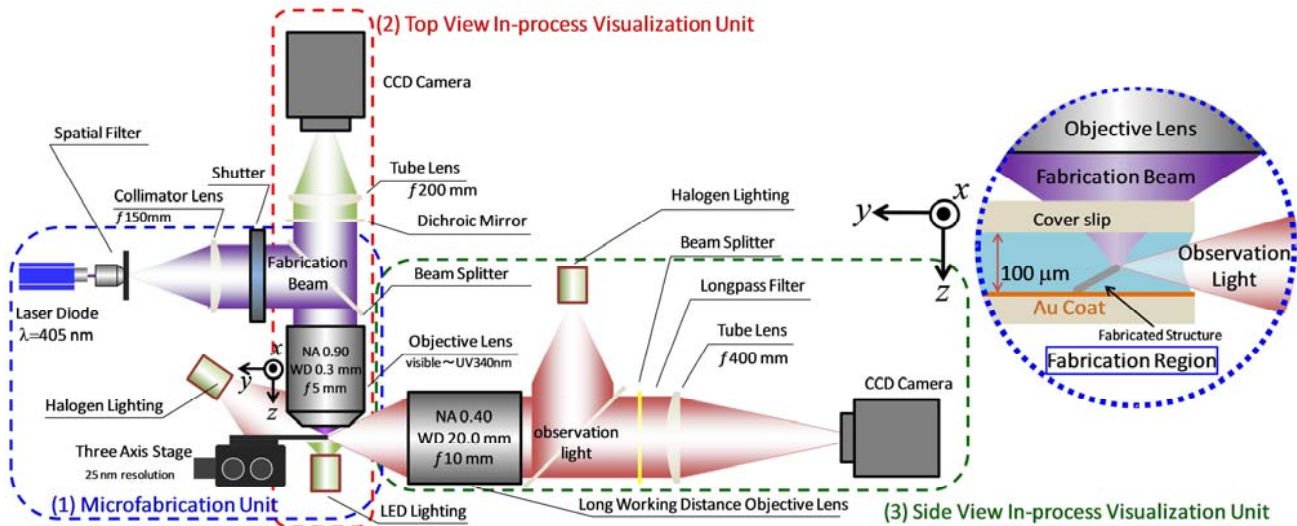 (2) Top View In-process Visualization Unit
CCD Camera
Spatial Filter
Shutter
Collimator Lens
ƒ150mm
Tube Lens
ƒ200 mm
Dichroic Mirror
Halogen Lighting
Beam Splitter
Fabrication
Beam
Beam Splitter
Longpass Filter
Tube Lens
ƒ400 mm
Laser Diode
λ=405 nm
Objective Lens
visible～UV340nm
NA 0.90
WD 0.3 mm
ƒ5 mm
x
y
z
Halogen Lighting
CCD Camera
NA 0.40
WD 20.0 mm
ƒ10 mm
observation
light
Three Axis Stage
25 nm resolution
(1) Microfabrication Unit
LED Lighting
Long Working Distance Objective Lens
(3) Side View In-process Visualization Unit
Objective Lens
Fabrication Beam
x
y
z
Cover slip
100 μm
Observation
Light
Au Coat
Fabricated Structure
Fabrication Region